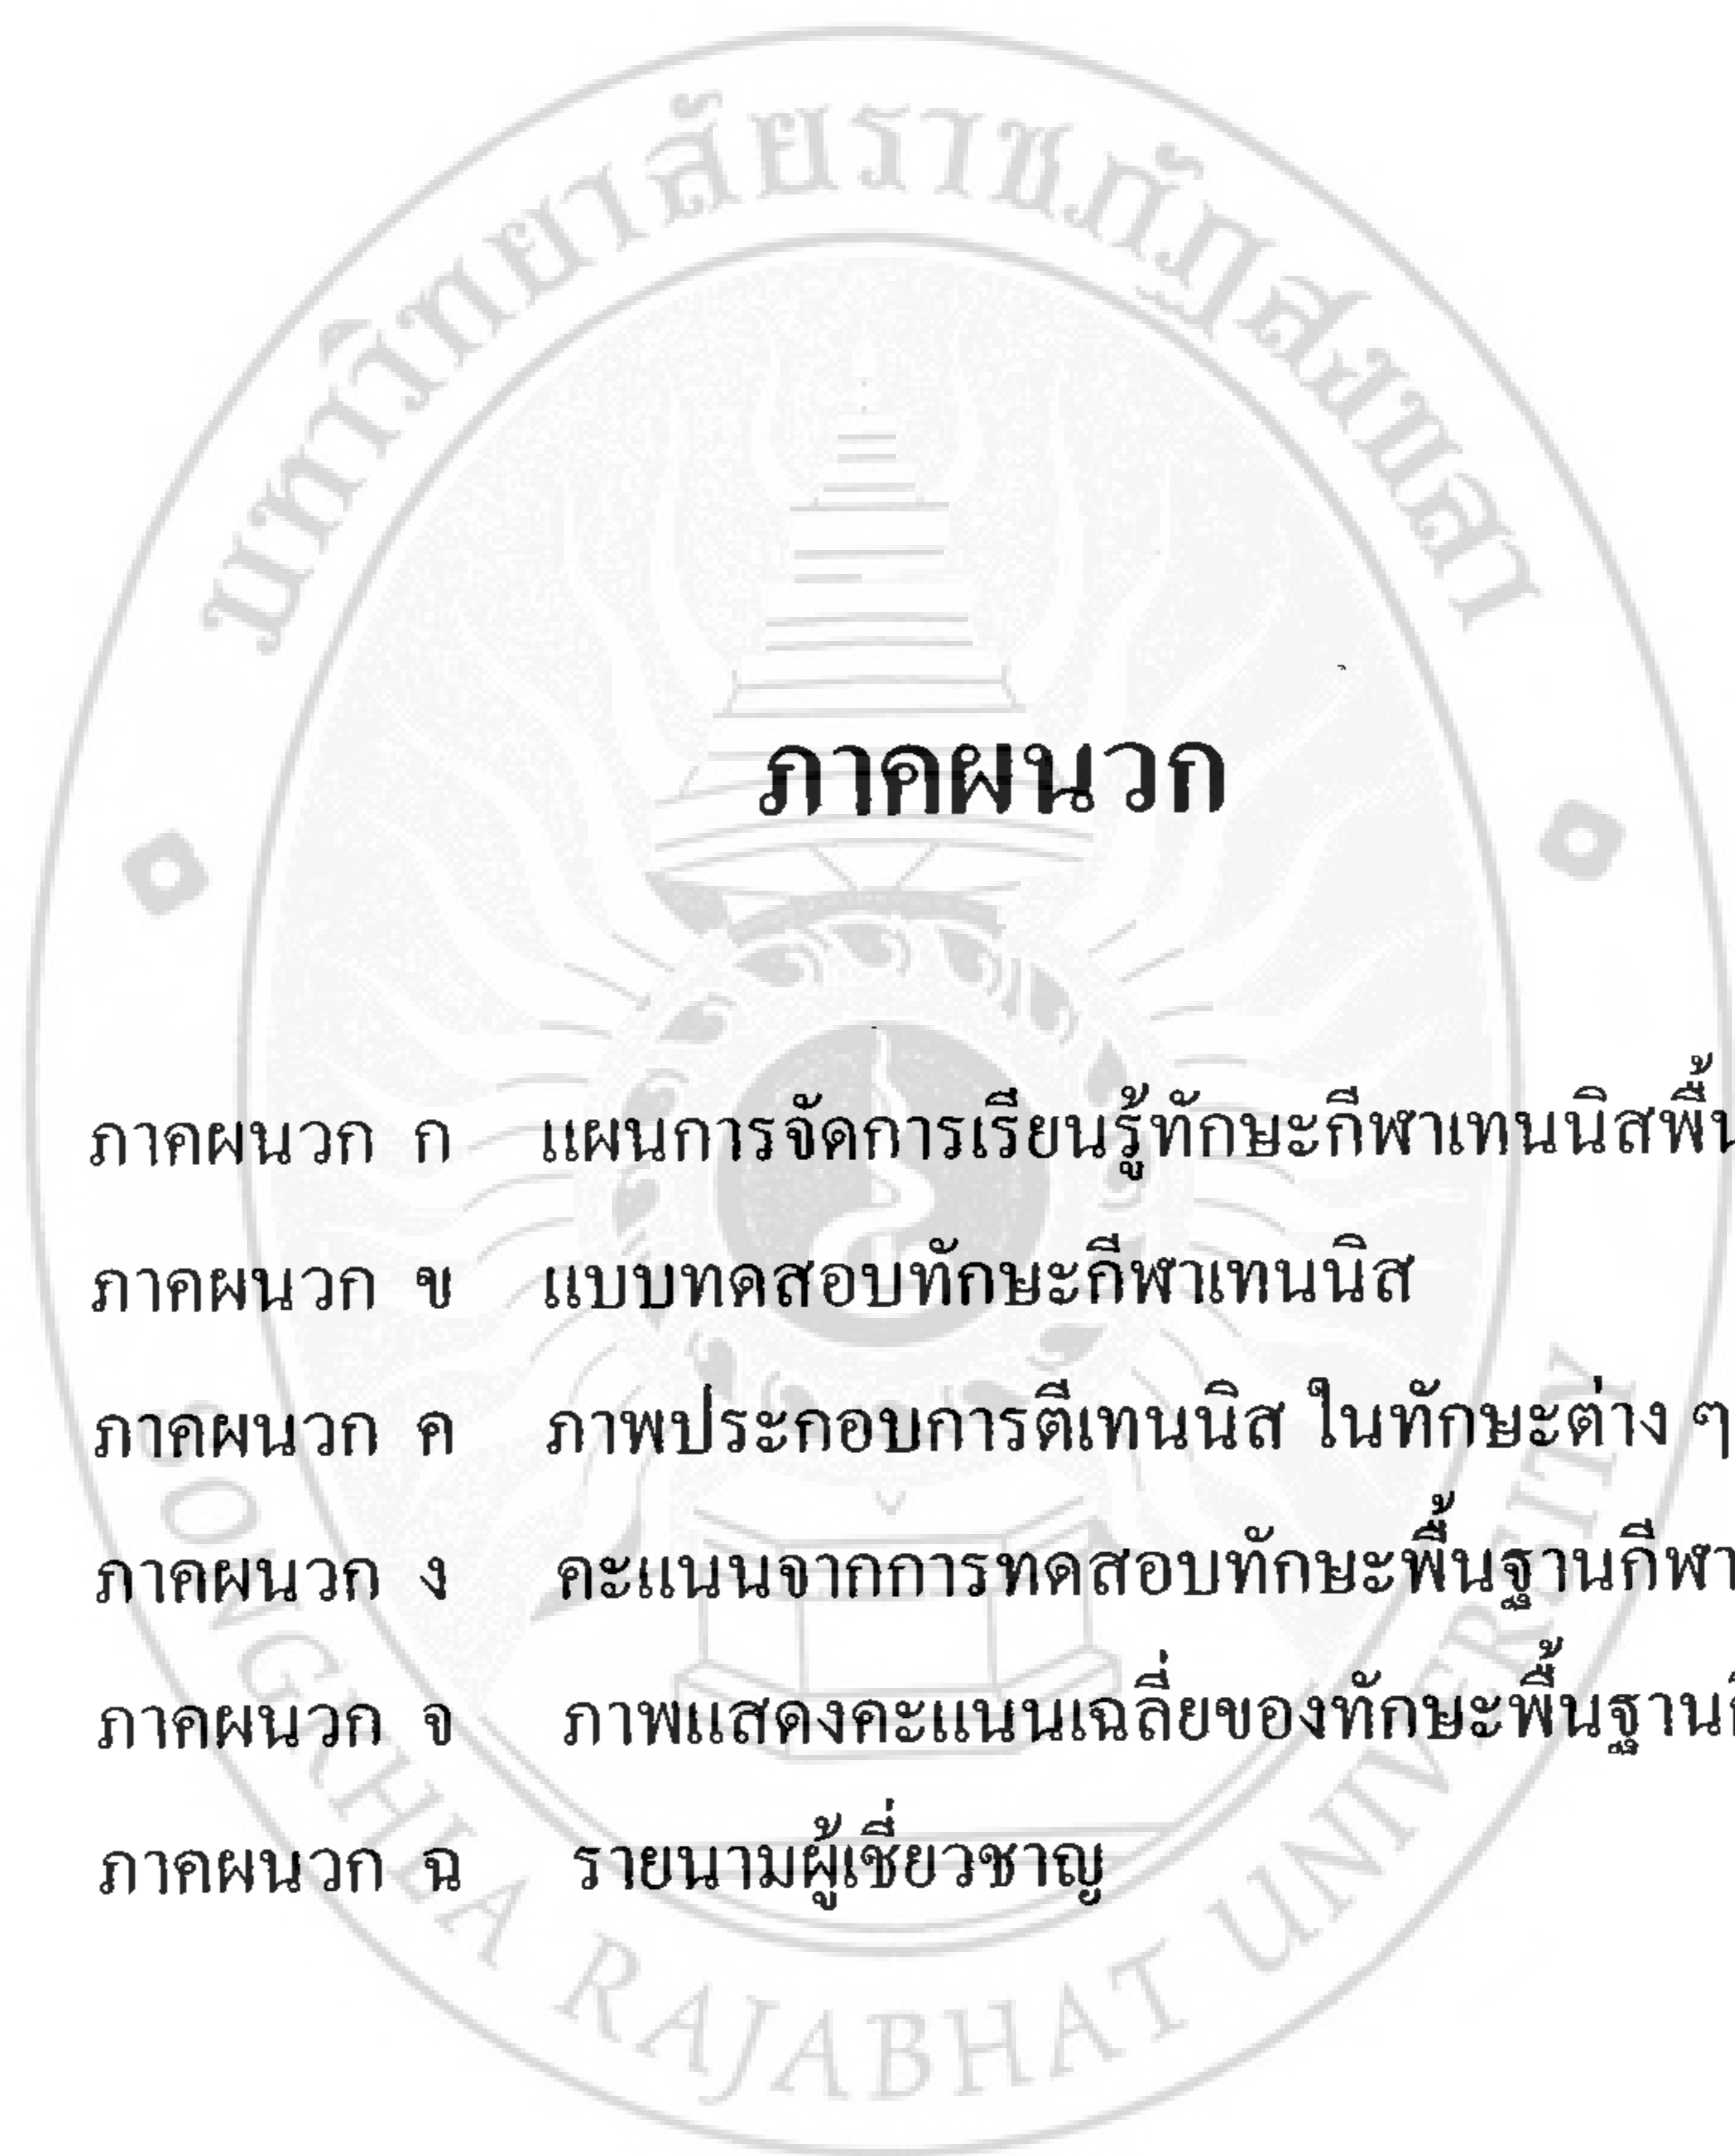 มหาวิทยาลัยราชภัฏสงขลา
ภาคผนวก
ภาคผนวก ก แผนการจัดการเรียนรู้ทักษะกีฬาเทนนิสพื้น
ภาคผนวก ข แบบทดสอบทักษะกีฬาเทนนิส
ภาคผนวก ค ภาพประกอบการตีเทนนิส ในทักษะต่าง ๆ
ภาคผนวก ง คะแนนจากการทดสอบทักษะพื้นฐานกีฬา
ภาคผนวก จ ภาพแสดงคะแนนเฉลี่ยของทักษะพื้นฐาน
ภาคผนวก ฉ รายนามผู้เชี่ยวชาญ
SONGKHLA RAJABHAT UNIVERSITY